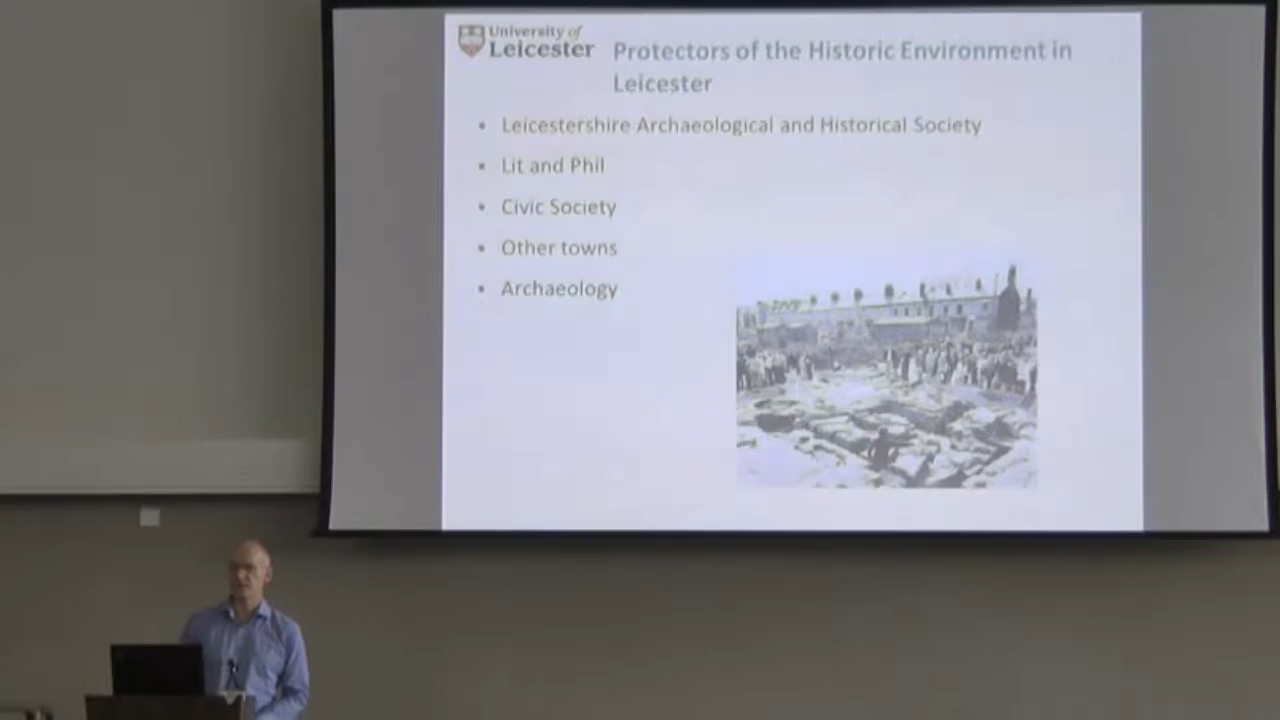 University of
Leicester
Protectors of the Historic Environment in
Leicester
• Leicestershire Archaeological and Historical Society
• Lit and Phil
• Civic Society
• Other towns
• Archaeology